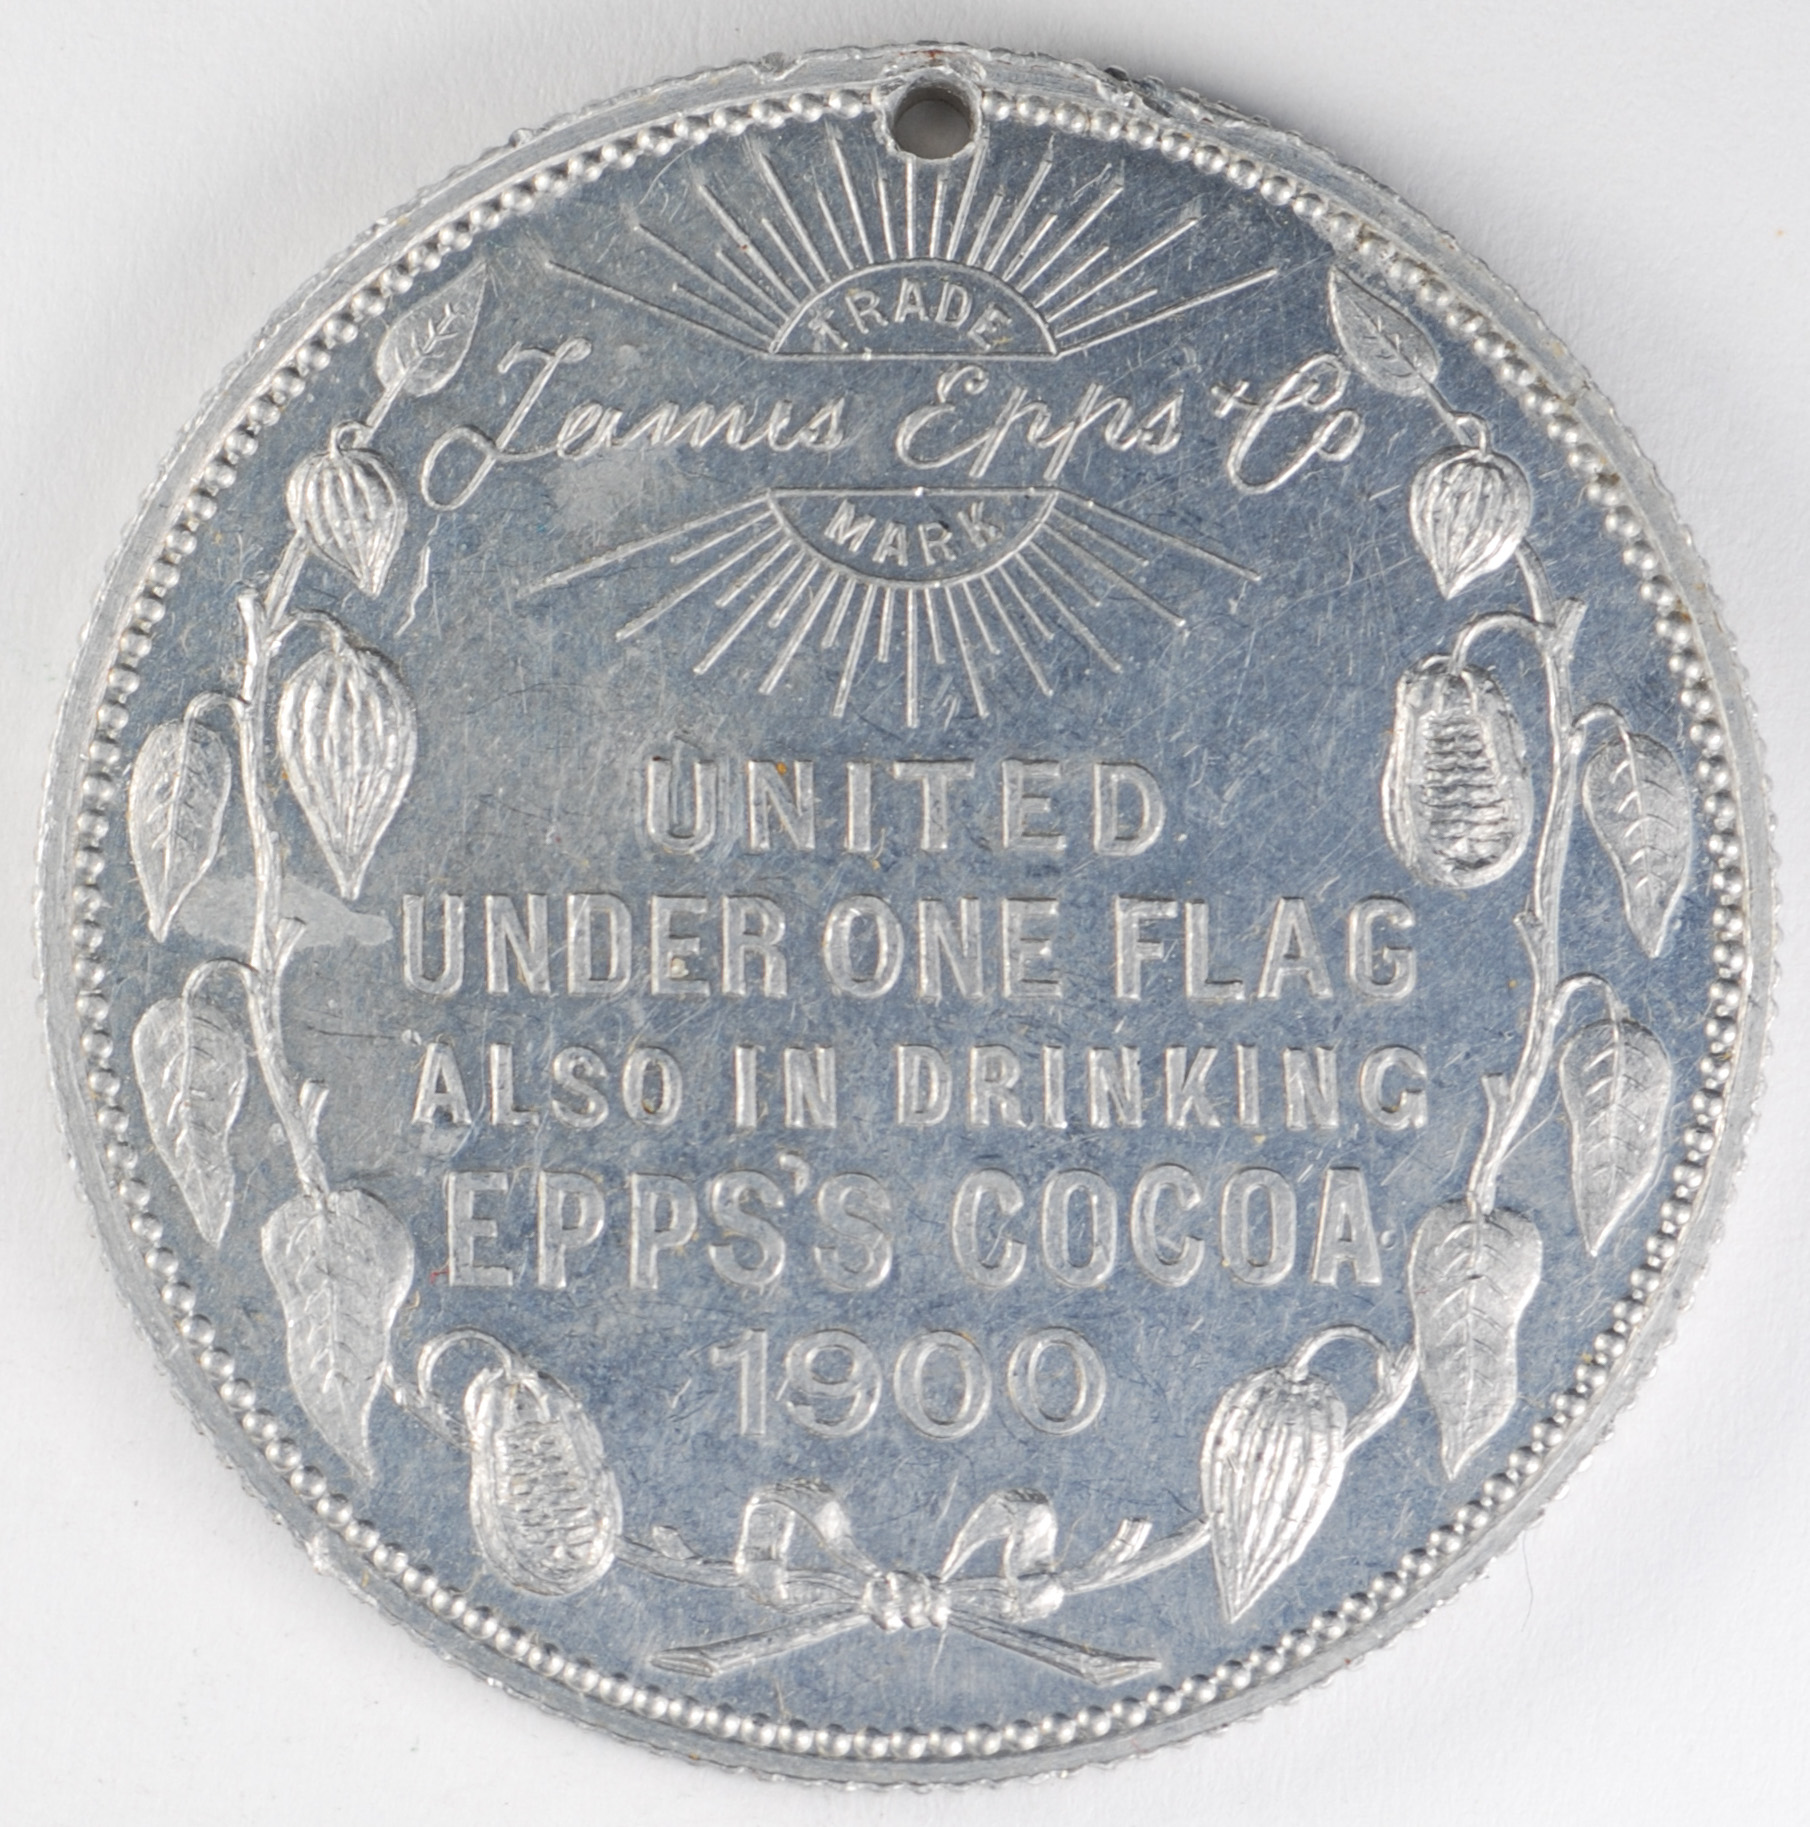 TRADE
James Epps & Co
MARK
UNITED
UNDER ONE FLAG
ALSO IN DRINKING
EPPS'S COCOA
1900